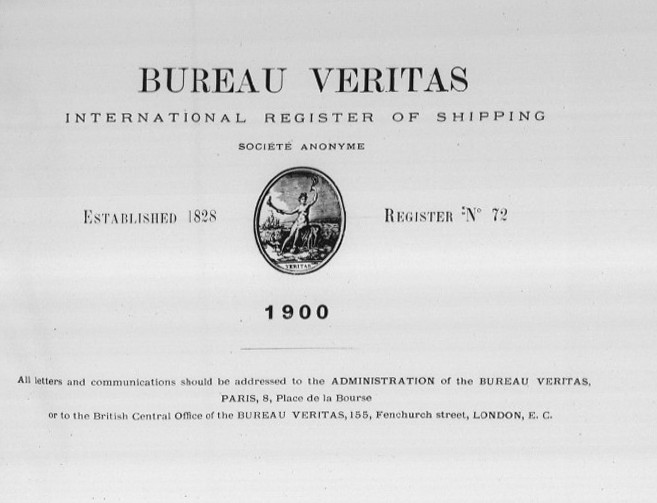 BUREAU VERITAS
INTERNATIONAL REGISTER OF SHIPPING
SOCIÉTÉ ANONYME
ESTABLISHED 1828
VERITAS
REGISTER Nº 72
1900
All letters and communications should be addressed to the ADMINISTRATION of the BUREAU VERITAS,
PARIS, 8, Place de la Bourse
or to the British Central Office of the BUREAU VERITAS, 155, Fenchurch street, LONDON, E. C.